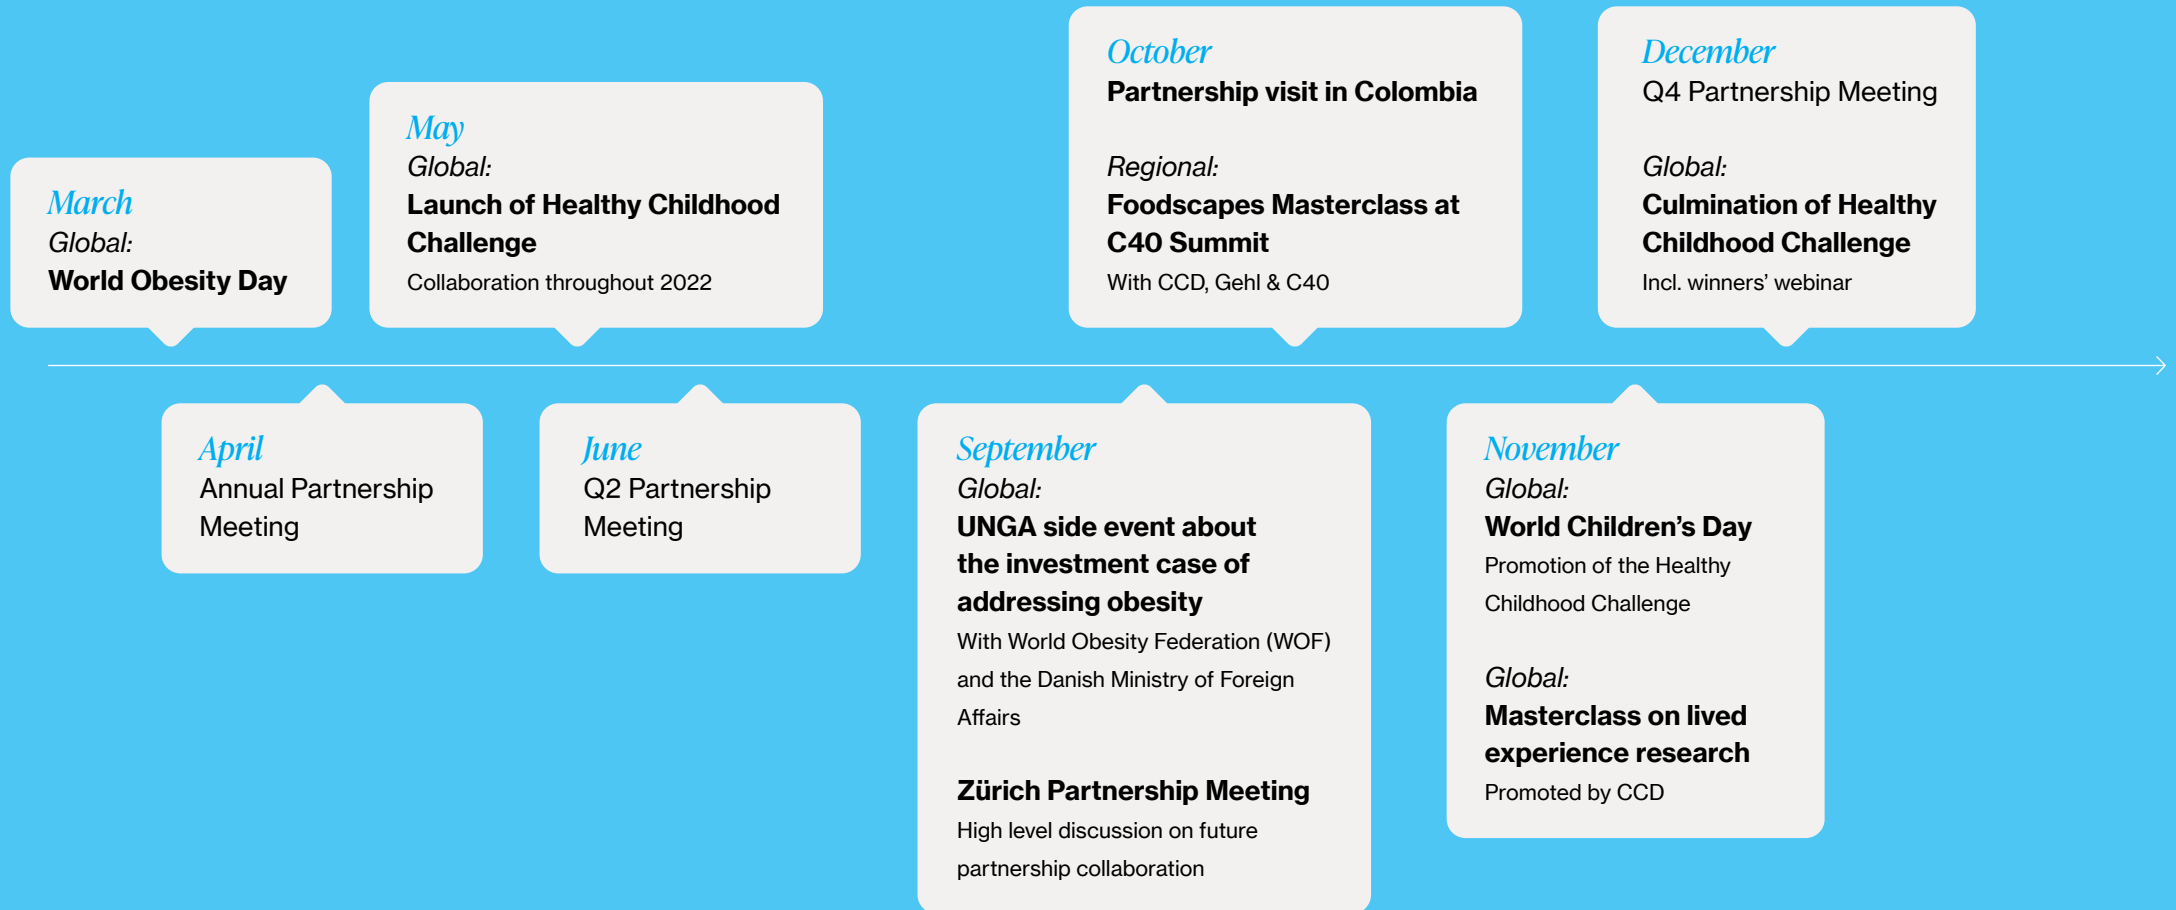 March
Global:
World Obesity Day
April
Annual Partnership
Meeting
May
Global:
Launch of Healthy Childhood
Challenge
Collaboration throughout 2022
June
Q2 Partnership
Meeting
September
Global:
UNGA side event about
the investment case of
addressing obesity
With World Obesity Federation (WOF)
and the Danish Ministry of Foreign
Affairs
Zürich Partnership Meeting
High level discussion on future
partnership collaboration
October
Partnership visit in Colombia
Regional:
Foodscapes Masterclass at
C40 Summit
With CCD, Gehl & C40
November
Global:
World Children’s Day
Promotion of the Healthy
Childhood Challenge
Global:
Masterclass on lived
experience research
Promoted by CCD
December
Q4 Partnership Meeting
Global:
Culmination of Healthy
Childhood Challenge
Incl. winners’ webinar